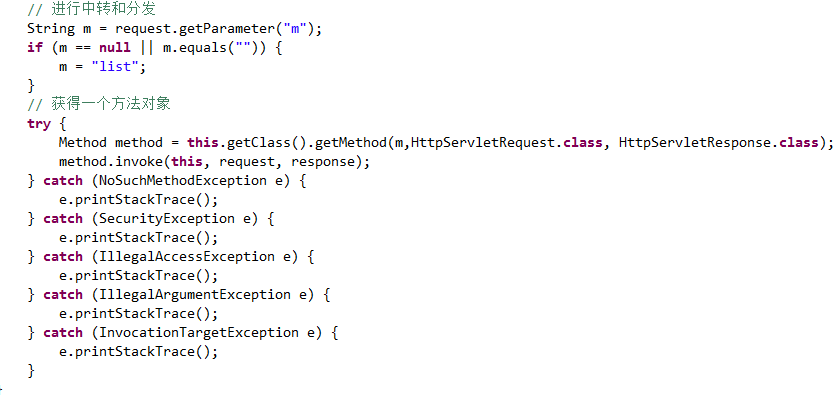 // 进行中转和分发
String m = request.getParameter("m");
if (m == null || m.equals("")) {
    m = "list";
}
// 获得一个方法对象
try {
    Method method = this.getClass().getMethod(m,HttpServletRequest.class, HttpServletResponse.class);
    method.invoke(this, request, response);
} catch (NoSuchMethodException e) {
    e.printStackTrace();
} catch (SecurityException e) {
    e.printStackTrace();
} catch (IllegalAccessException e) {
    e.printStackTrace();
} catch (IllegalArgumentException e) {
    e.printStackTrace();
} catch (InvocationTargetException e) {
    e.printStackTrace();
}